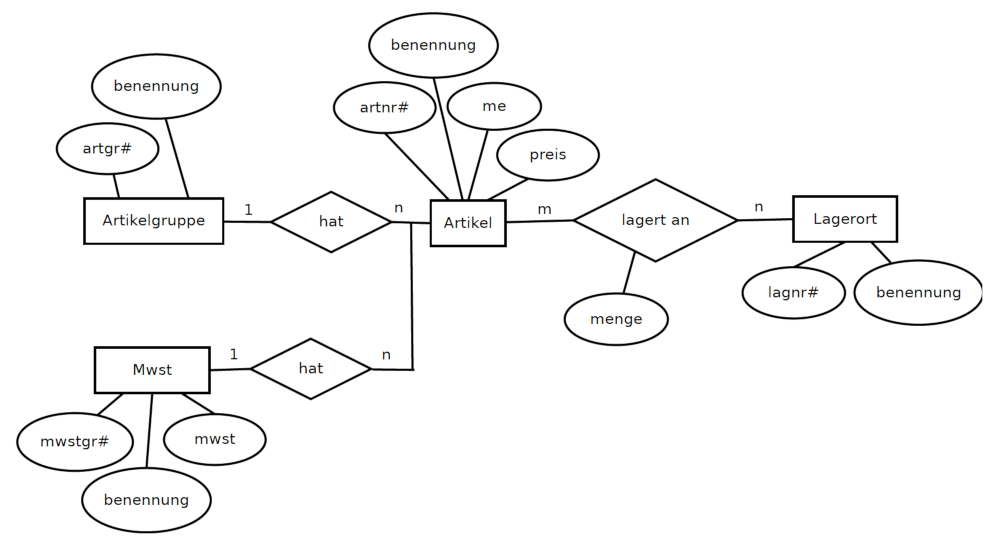 benennung
benennung
artnr#
me
artgr#
preis
Artikelgruppe
1
hat
n
Artikel
m
lagert an
n
Lagerort
lagnr#
benennung
menge
Mwst
1
hat
n
mwstgr#
mwst
benennung